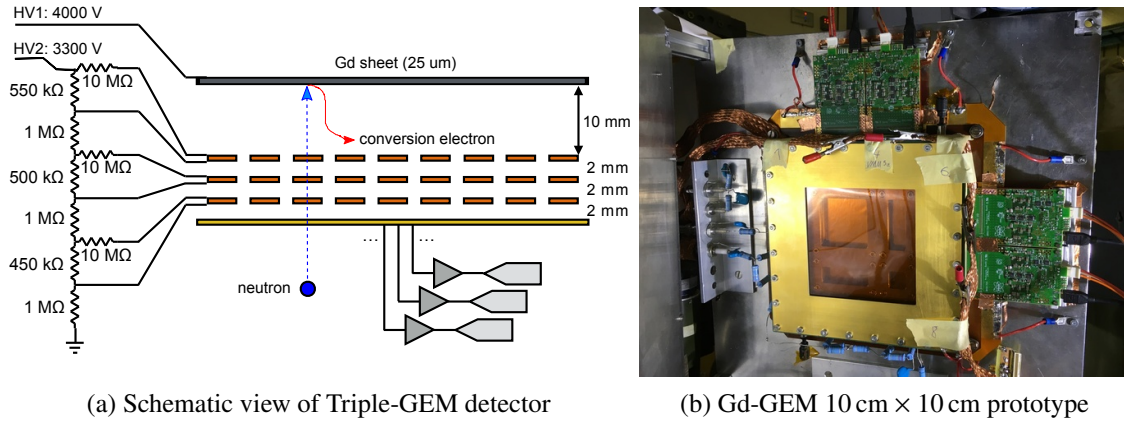 HV1: 4000 V
HV2: 3300 V
10 MΩ
550 kΩ
1 MΩ
10 MΩ
500 kΩ
1 MΩ
10 MΩ
450 kΩ
1 MΩ
Gd sheet (25 um)
conversion electron
10 mm
2 mm
2 mm
2 mm
... ...
neutron
(a) Schematic view of Triple-GEM detector
(b) Gd-GEM 10 cm × 10 cm prototype